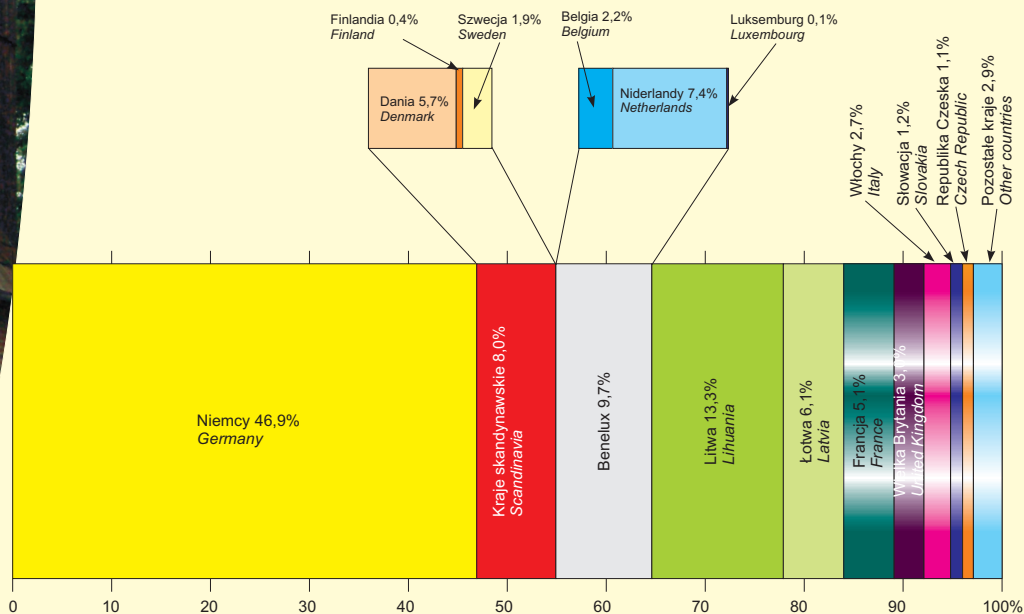 Finlandia 0,4%
Finland
Szwecja 1,9%
Sweden
Belgia 2,2%
Belgium
Luksemburg 0,1%
Luxembourg
Dania 5,7%
Denmark
Niderlandy 7,4%
Netherlands
Włochy 2,7%
Italy
Słowacja 1,2%
Slovakia
Republika Czeska 1,1%
Czech Republic
Pozostałe kraje 2,9%
Other countries
Niemcy 46,9%
Germany
Kraje skandynawskie 8,0%
Scandinavia
Benelux 9,7%
Litwa 13,3%
Lihuania
Łotwa 6,1%
Latvia
Francja 5,1%
France
Wielka Brytania
United Kingdom
0 10 20 30 40 50 60 70 80 90 100%